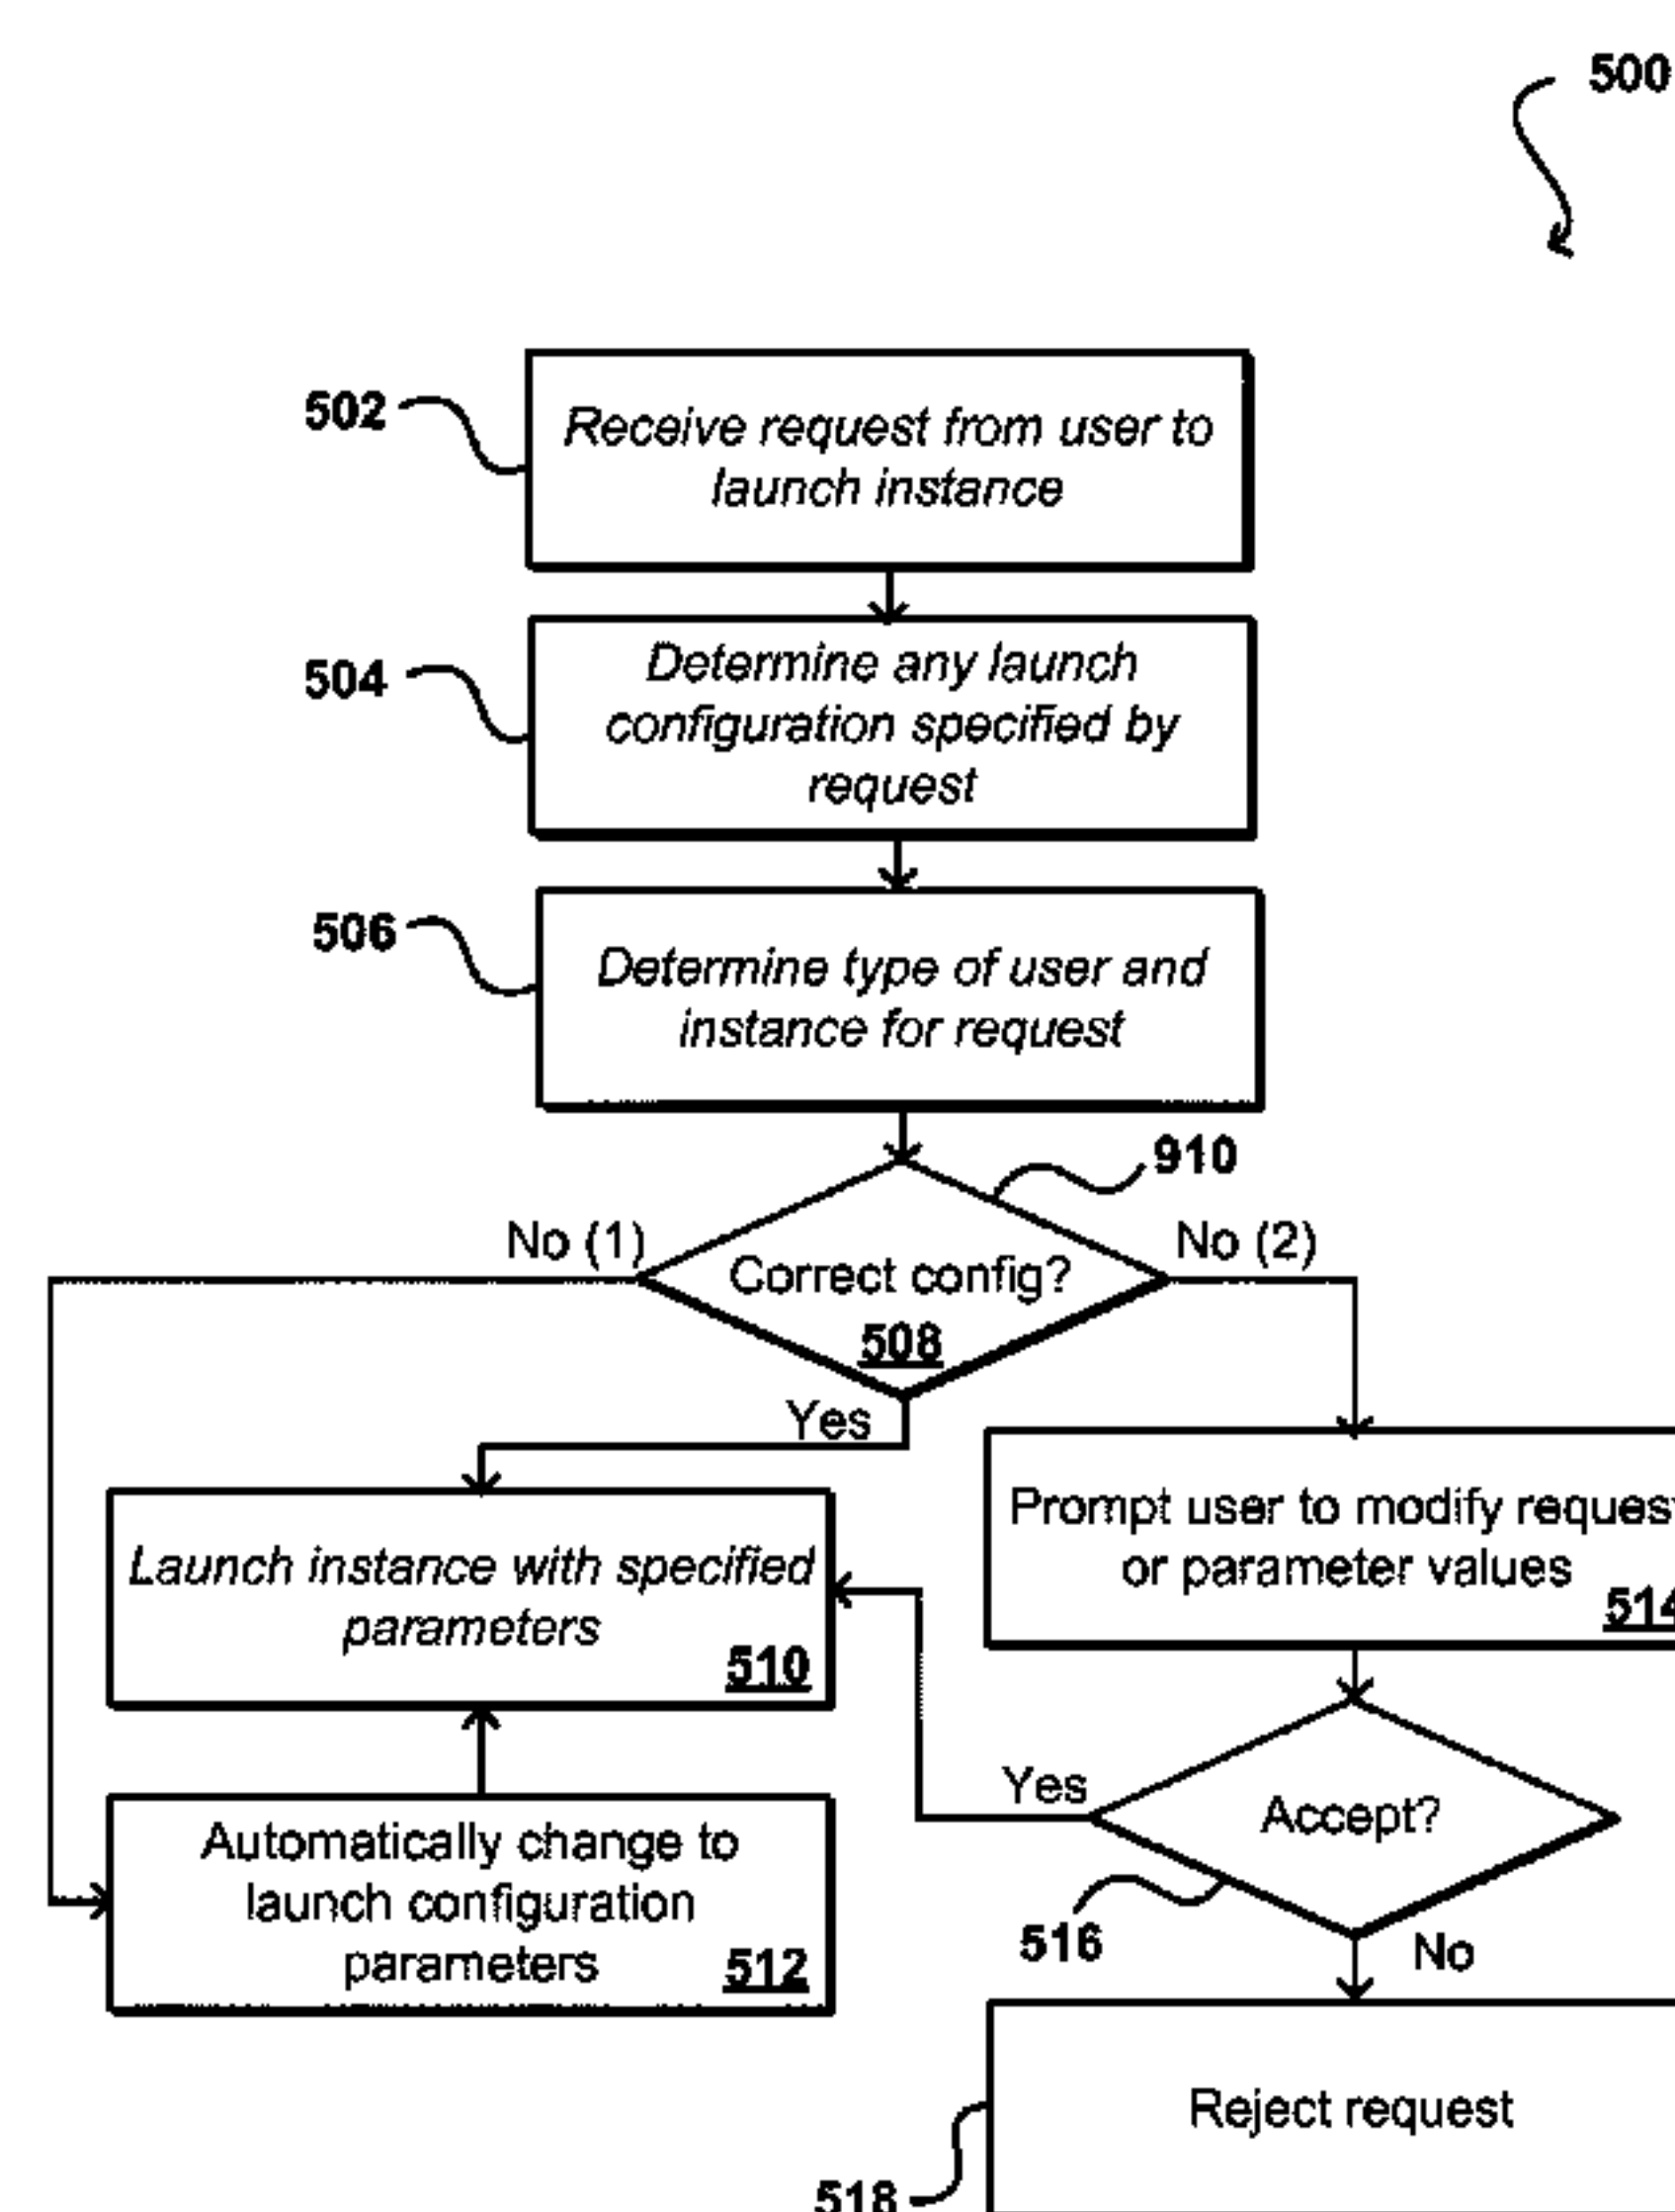 500
502
Receive request from user to
launch instance
504
Determine any launch
configuration specified by
request
506
Determine type of user and
instance for request
910
No (1)
No (2)
Correct config?
508
Yes
Prompt user to modify request
or parameter values
514
Launch instance with specified
parameters
510
Yes
Accept?
Automatically change to
launch configuration
parameters
512
516
No
Reject request
518